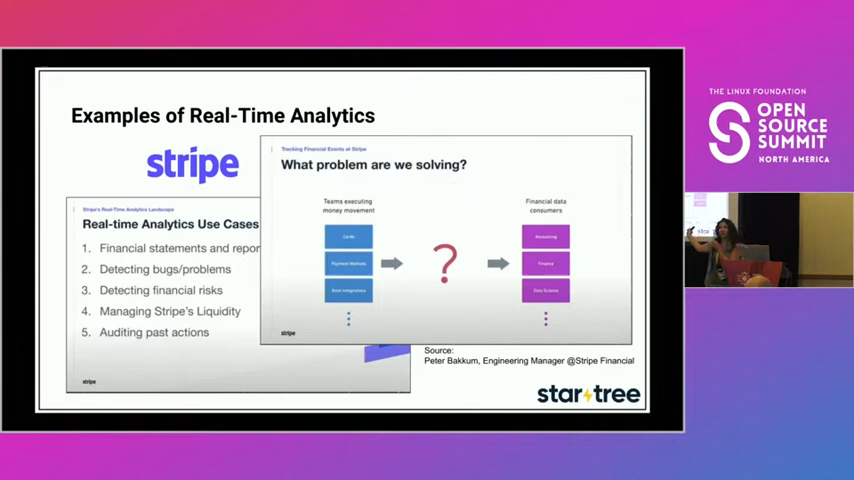 Examples of Real-Time Analytics
stripe
Stripe's Real-Time Analytics Landscape
Real-time Analytics Use Cases
1. Financial statements and repor
2. Detecting bugs/problems
3. Detecting financial risks
4. Managing Stripe's Liquidity
5. Auditing past actions
stripe
Tracking Financial Events at Stripe
What problem are we solving?
Teams executing
money movement
Cards
Payment Methods
Bank Integrations
?
Financial data
consumers
Accounting
Finance
Data Science
stripe
Source:
Peter Bakkum, Engineering Manager @Stripe Financial
startree
THE LINUX FOUNDATION
OPEN
SOURCE
SUMMIT
NORTH AMERICA